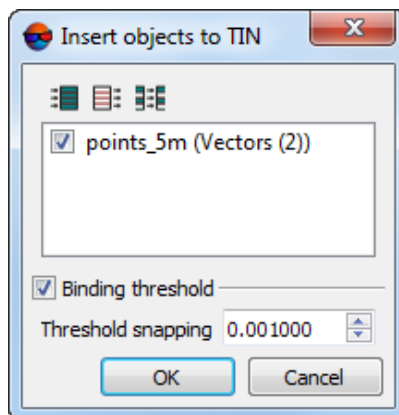 Insert objects to TIN
points_5m (Vectors (2))
Binding threshold
Threshold snapping 0.001000
OK Cancel